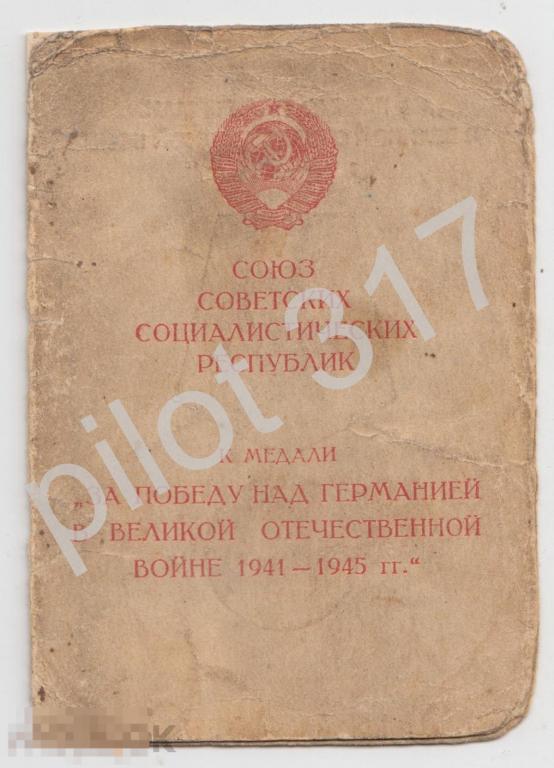 СОЮЗ
СОВЕТСКИХ
СОЦИАЛИСТИЧЕСКИХ
РЕСПУБЛИК
К МЕДАЛИ
„ЗА ПОБЕДУ НАД ГЕРМАНИЕЙ
В ВЕЛИКОЙ ОТЕЧЕСТВЕННОЙ
ВОЙНЕ 1941 — 1945 гг.“
pilot 317